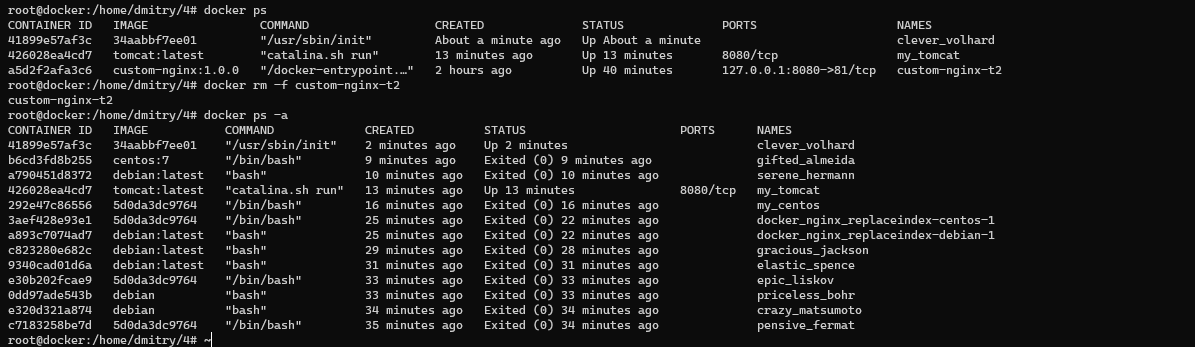 root@docker:/home/dmitry/4# docker ps
CONTAINER ID   IMAGE                COMMAND                  CREATED              STATUS              PORTS                    NAMES
41899e57af3c   34aabbf7ee01         "/usr/sbin/init"         About a minute ago   Up About a minute                            clever_volhard
426028ea4cd7   tomcat:latest        "catalina.sh run"        13 minutes ago       Up 13 minutes       8080/tcp                 my_tomcat
a5d2f2afa3c6   custom-nginx:1.0.0   "/docker-entrypoint.…"   2 hours ago          Up 40 minutes       127.0.0.1:8080->81/tcp   custom-nginx-t2
root@docker:/home/dmitry/4# docker rm -f custom-nginx-t2
custom-nginx-t2
root@docker:/home/dmitry/4# docker ps -a
CONTAINER ID   IMAGE           COMMAND             CREATED          STATUS                      PORTS      NAMES
41899e57af3c   34aabbf7ee01    "/usr/sbin/init"    2 minutes ago    Up 2 minutes                           clever_volhard
b6cd3fd8b255   centos:7        "/bin/bash"         9 minutes ago    Exited (0) 9 minutes ago               gifted_almeida
a790451d8372   debian:latest   "bash"              10 minutes ago   Exited (0) 10 minutes ago              serene_hermann
426028ea4cd7   tomcat:latest   "catalina.sh run"   13 minutes ago   Up 13 minutes               8080/tcp   my_tomcat
292e47c86556   5d0da3dc9764    "/bin/bash"         16 minutes ago   Exited (0) 16 minutes ago              my_centos
3aef428e93e1   5d0da3dc9764    "/bin/bash"         25 minutes ago   Exited (0) 22 minutes ago              docker_nginx_replaceindex-centos-1
a893c7074ad7   debian:latest   "bash"              25 minutes ago   Exited (0) 22 minutes ago              docker_nginx_replaceindex-debian-1
c823280e682c   debian:latest   "bash"              29 minutes ago   Exited (0) 28 minutes ago              gracious_jackson
9340cad01d6a   debian:latest   "bash"              31 minutes ago   Exited (0) 31 minutes ago              elastic_spence
e30b202fcae9   5d0da3dc9764    "/bin/bash"         33 minutes ago   Exited (0) 33 minutes ago              epic_liskov
0dd97ade543b   debian          "bash"              33 minutes ago   Exited (0) 33 minutes ago              priceless_bohr
e320d321a874   debian          "bash"              34 minutes ago   Exited (0) 34 minutes ago              crazy_matsumoto
c7183258be7d   5d0da3dc9764    "/bin/bash"         35 minutes ago   Exited (0) 34 minutes ago              pensive_fermat
root@docker:/home/dmitry/4# ~